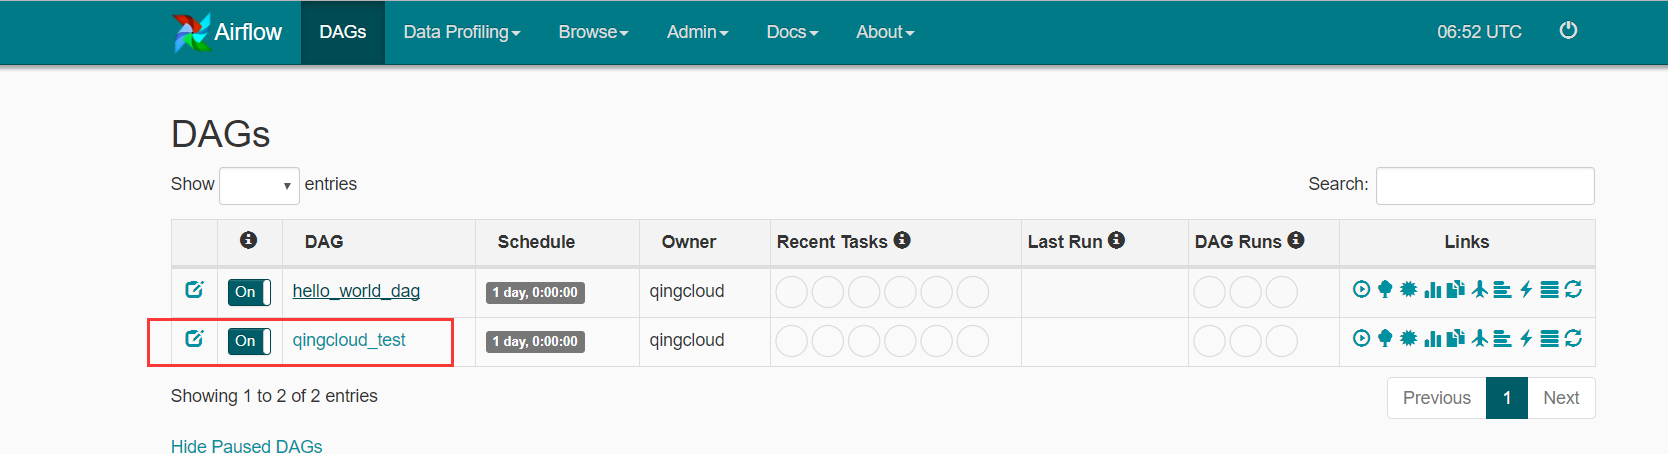 Airflow DAGs Data Profiling Browse Admin Docs About 06:52 UTC
DAGs
Show entries Search:
DAG Schedule Owner Recent Tasks Last Run DAG Runs Links
On hello_world_dag 1 day, 0:00:00 qingcloud
On qingcloud_test 1 day, 0:00:00 qingcloud
Showing 1 to 2 of 2 entries Previous 1 Next
Hide Paused DAGs